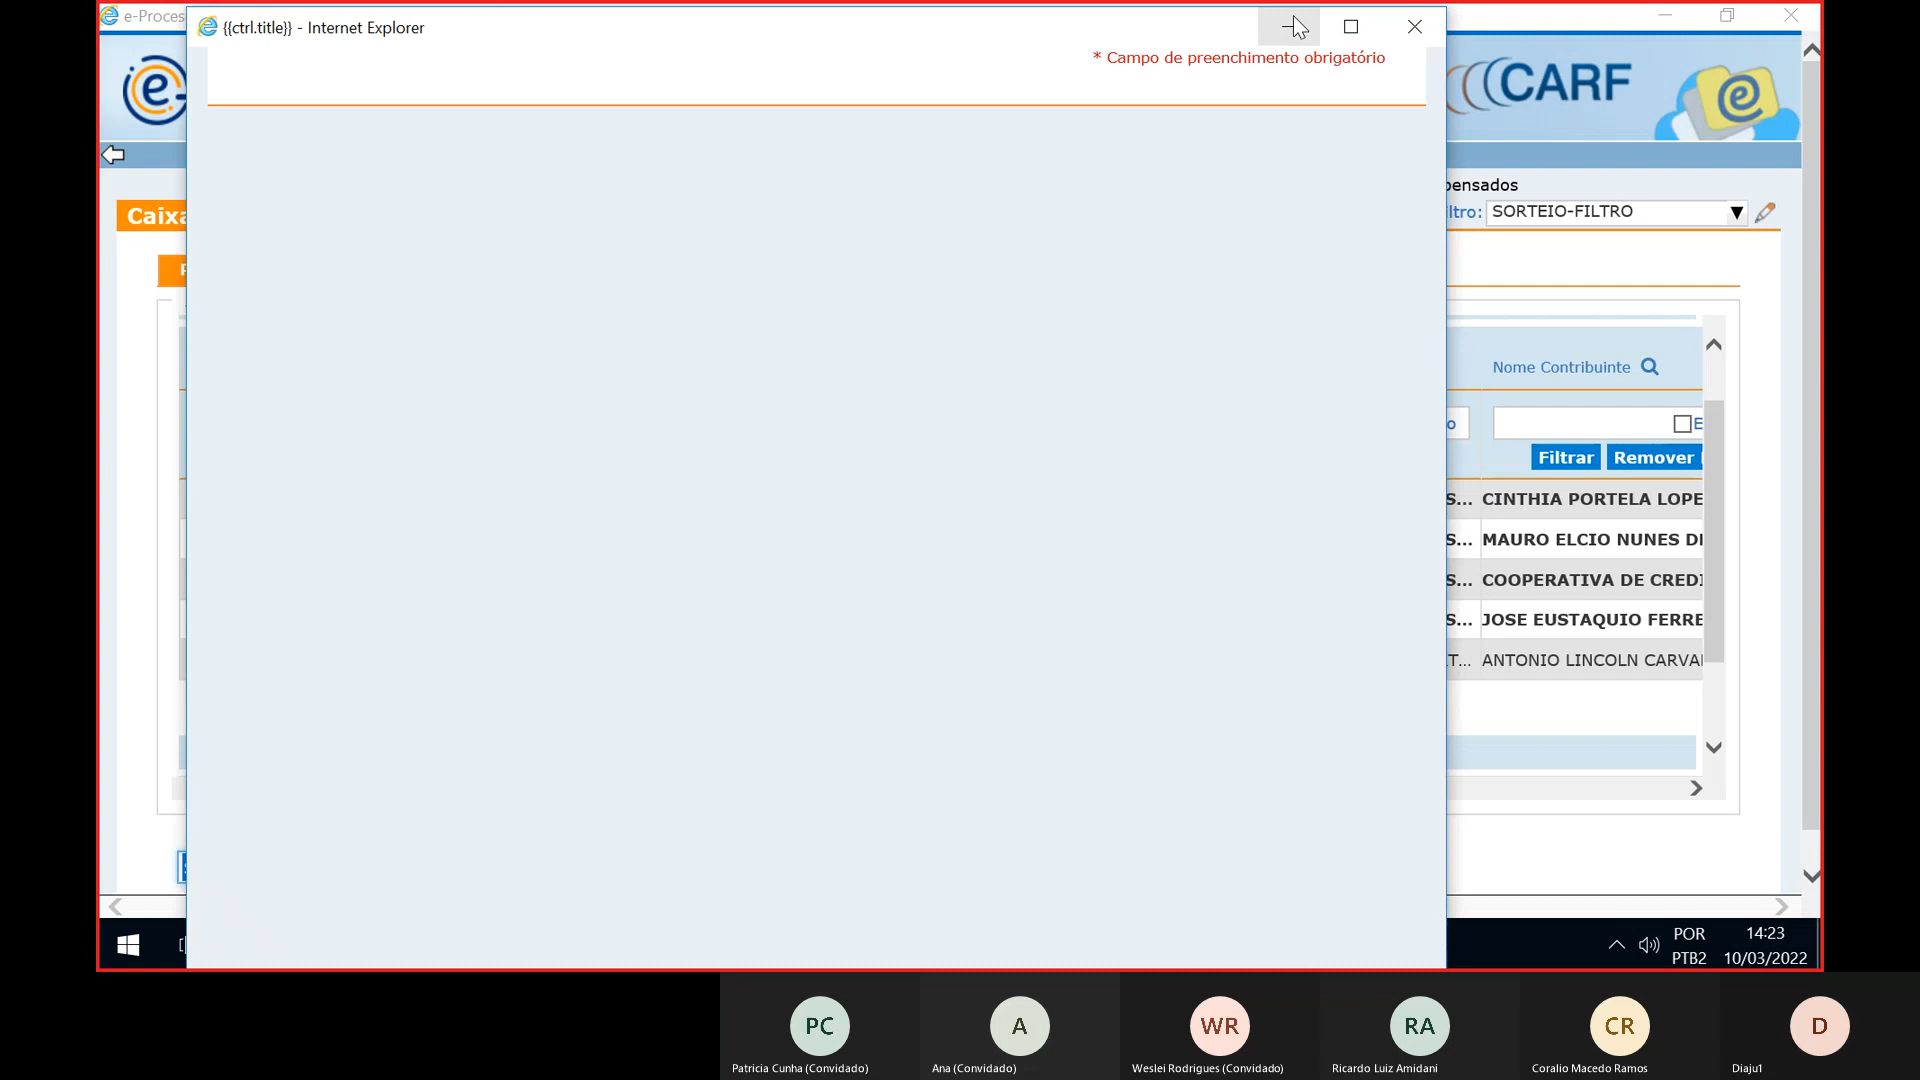 e-Proces
{{ctrl.title}} - Internet Explorer
* Campo de preenchimento obrigatório
e
CARF
e
pensados
Caixa
ltro: SORTEIO-FILTRO
Nome Contribuinte
o
E
Filtrar
Remover
S... CINTHIA PORTELA LOPE
S... MAURO ELCIO NUNES DI
S... COOPERATIVA DE CREDI
S... JOSE EUSTAQUIO FERRE
T... ANTONIO LINCOLN CARVAL
POR
PTB2
14:23
10/03/2022
PC
A
WR
RA
CR
D
Patricia Cunha (Convidado)
Ana (Convidado)
Weslei Rodrigues (Convidado)
Ricardo Luiz Amidani
Coralio Macedo Ramos
Diaju1